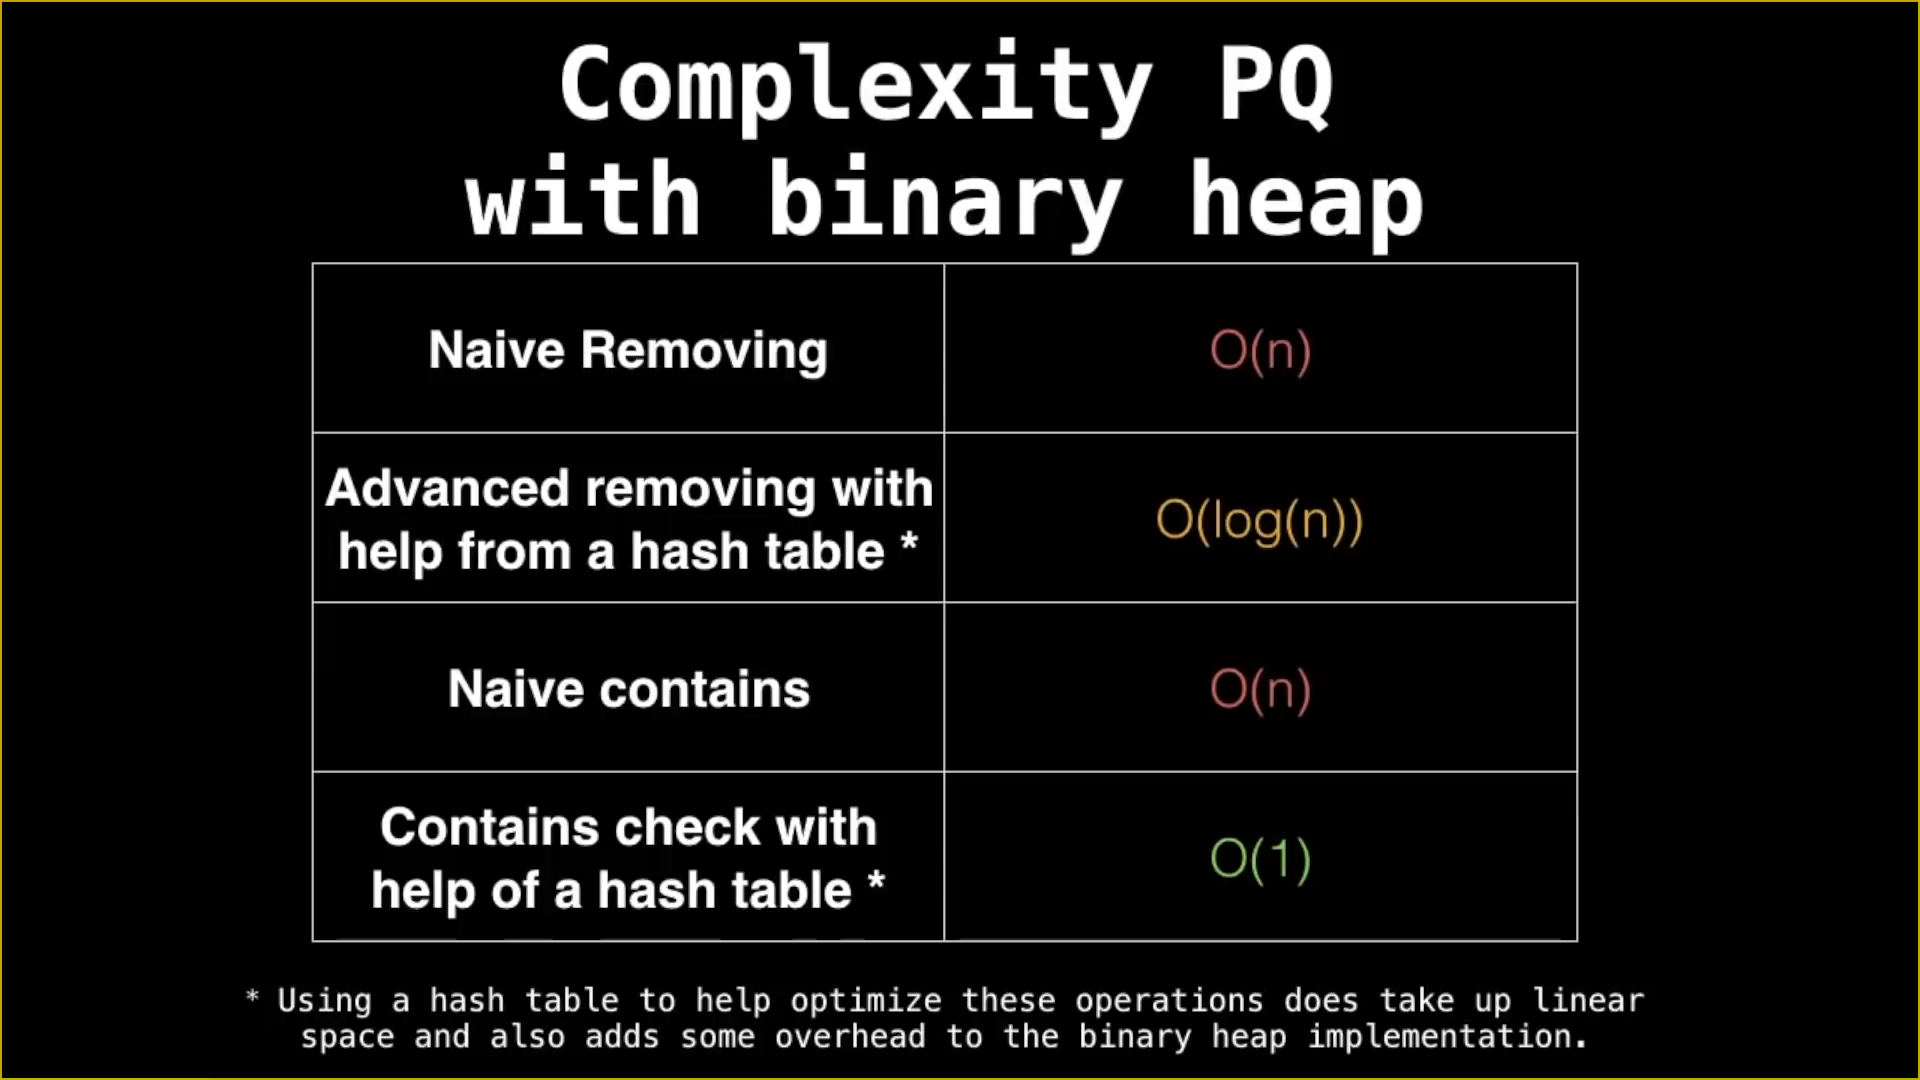 Complexity PQ
with binary heap
Naive Removing
O(n)
Advanced removing with
help from a hash table *
O(log(n))
Naive contains
O(n)
Contains check with
help of a hash table *
O(1)
* Using a hash table to help optimize these operations does take up linear
space and also adds some overhead to the binary heap implementation.